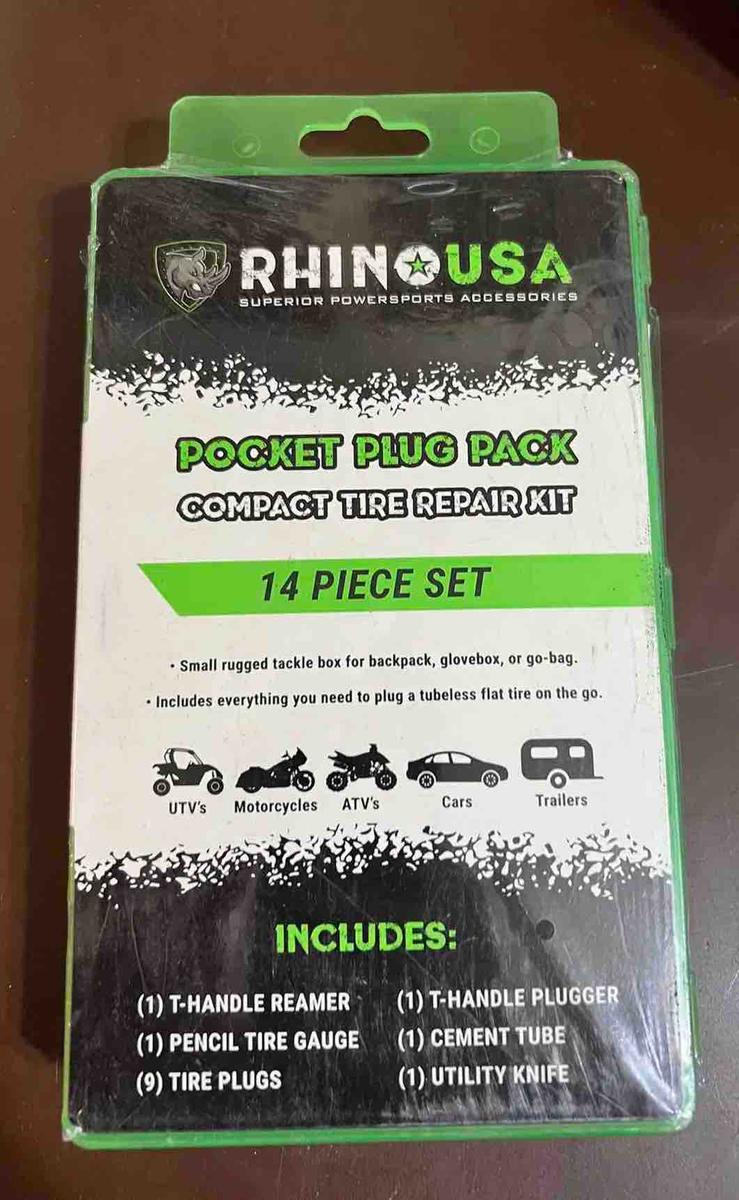 RHINOUSA
SUPERIOR POWERSPORTS ACCESSORIES
POCKET PLUG PACK
COMPACT TIRE REPAIR KIT
14 PIECE SET
• Small rugged tackle box for backpack, glovebox, or go-bag.
• Includes everything you need to plug a tubeless flat tire on the go.
UTV's Motorcycles ATV's Cars Trailers
INCLUDES:
(1) T-HANDLE REAMER (1) T-HANDLE PLUGGER
(1) PENCIL TIRE GAUGE (1) CEMENT TUBE
(9) TIRE PLUGS (1) UTILITY KNIFE